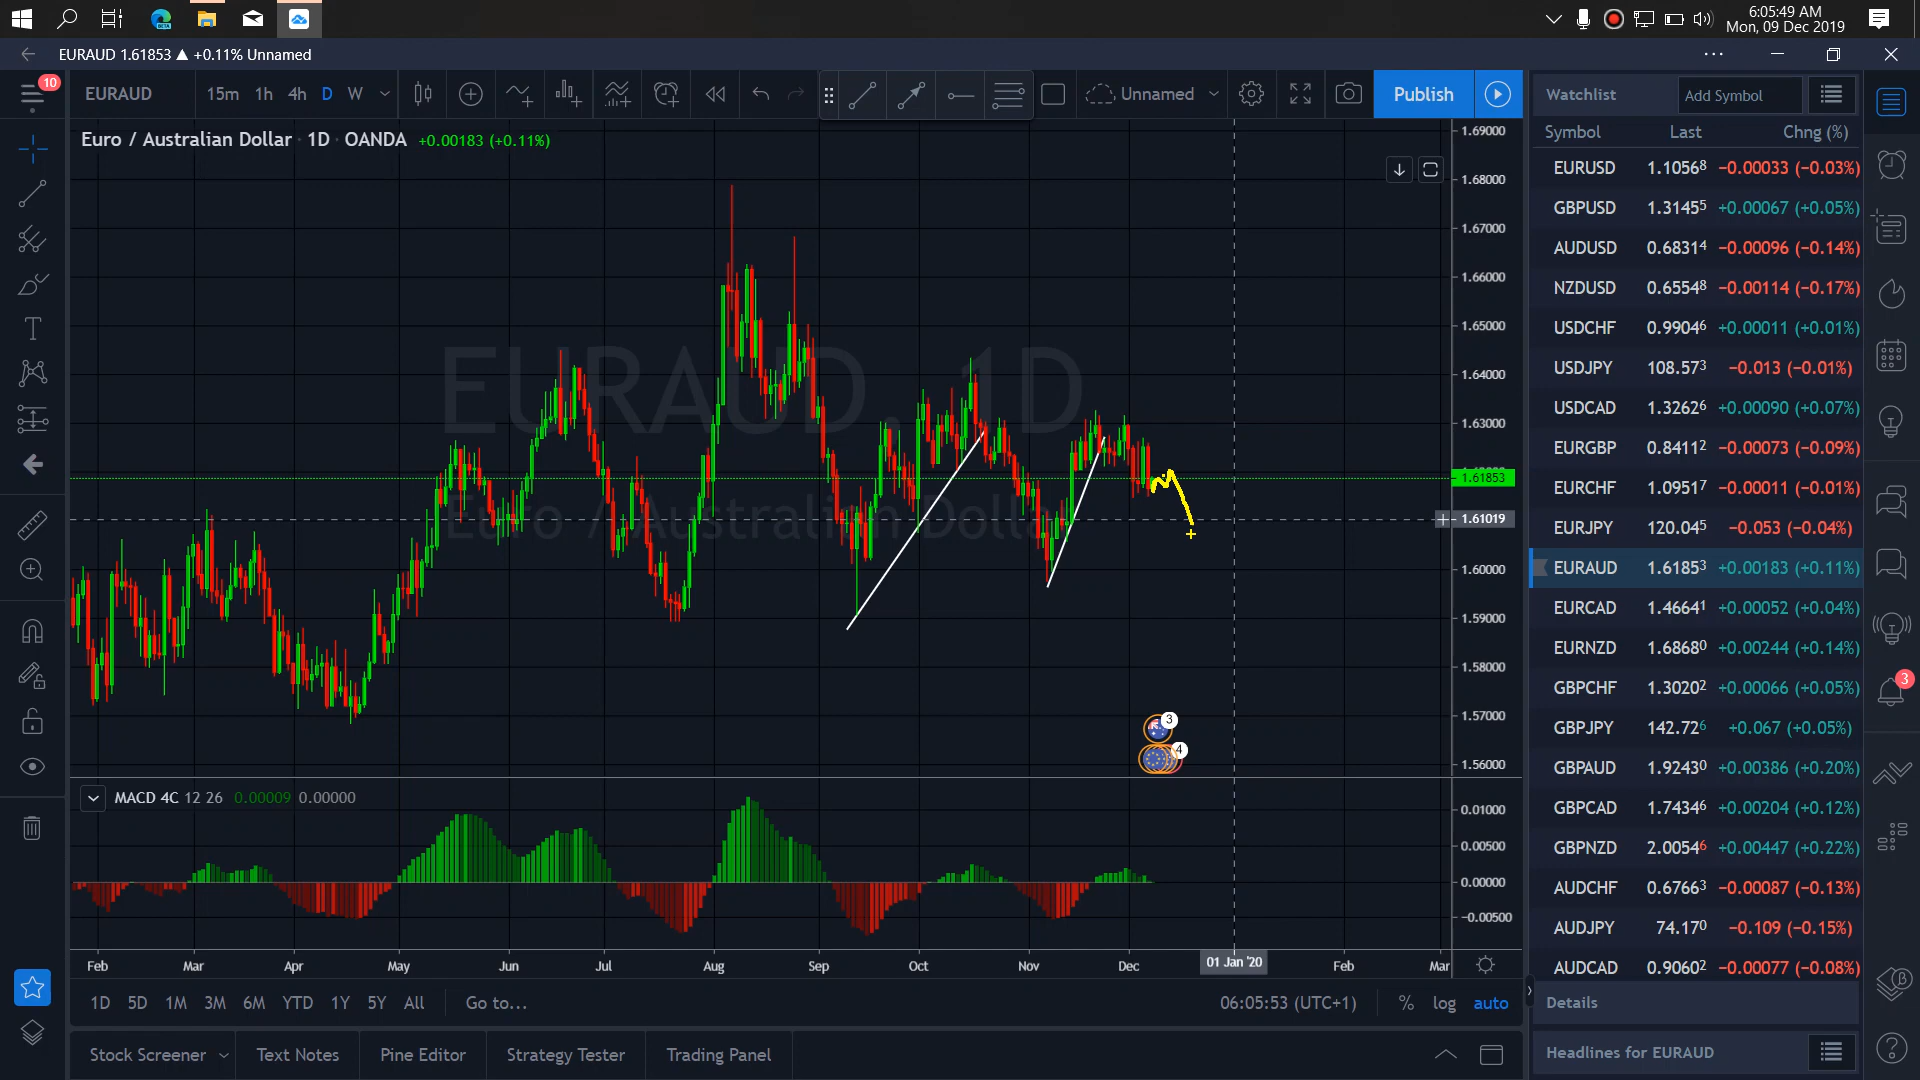 6:05:49 AM
Mon, 09 Dec 2019
EURAUD 1.61853 ▲ +0.11% Unnamed
10
EURAUD 15m 1h 4h D W Unnamed Publish
Euro / Australian Dollar · 1D · OANDA +0.00183 (+0.11%)
EURAUD, 1D
Euro / Australian Dollar
1.69000
1.68000
1.67000
1.66000
1.65000
1.64000
1.63000
1.61853
1.61019
1.60000
1.59000
1.58000
1.57000
1.56000
3
4
MACD 4C 12 26 0.00009 0.00000
0.01000
0.00500
0.00000
−0.00500
Feb Mar Apr May Jun Jul Aug Sep Oct Nov Dec 01 Jan '20 Feb Mar
1D 5D 1M 3M 6M YTD 1Y 5Y All Go to... 06:05:53 (UTC+1) % log auto
Stock Screener Text Notes Pine Editor Strategy Tester Trading Panel
Watchlist Add Symbol
Symbol Last Chng (%)
EURUSD 1.10568 −0.00033 (−0.03%)
GBPUSD 1.31455 +0.00067 (+0.05%)
AUDUSD 0.68314 −0.00096 (−0.14%)
NZDUSD 0.65548 −0.00114 (−0.17%)
USDCHF 0.99046 +0.00011 (+0.01%)
USDJPY 108.573 −0.013 (−0.01%)
USDCAD 1.32626 +0.00090 (+0.07%)
EURGBP 0.84112 −0.00073 (−0.09%)
EURCHF 1.09517 −0.00011 (−0.01%)
EURJPY 120.045 −0.053 (−0.04%)
EURAUD 1.61853 +0.00183 (+0.11%)
EURCAD 1.46641 +0.00052 (+0.04%)
EURNZD 1.68680 +0.00244 (+0.14%)
GBPCHF 1.30202 +0.00066 (+0.05%)
GBPJPY 142.726 +0.067 (+0.05%)
GBPAUD 1.92430 +0.00386 (+0.20%)
GBPCAD 1.74346 +0.00204 (+0.12%)
GBPNZD 2.00546 +0.00447 (+0.22%)
AUDCHF 0.67663 −0.00087 (−0.13%)
AUDJPY 74.170 −0.109 (−0.15%)
AUDCAD 0.90602 −0.00077 (−0.08%)
Details
Headlines for EURAUD
3